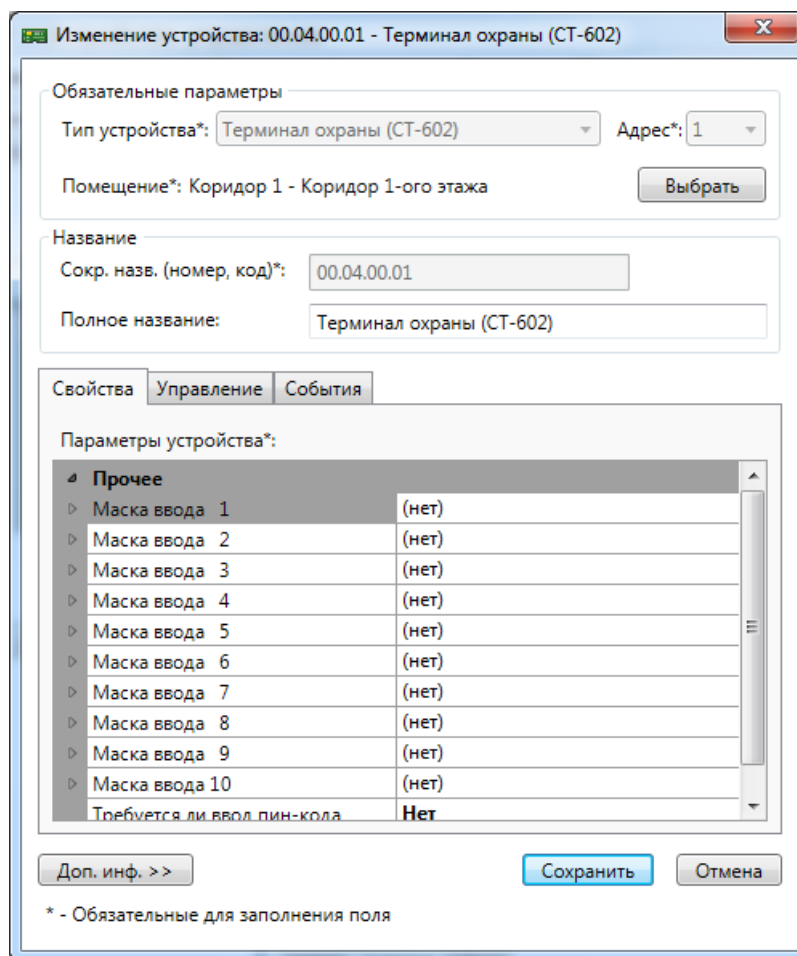 Изменение устройства: 00.04.00.01 - Терминал охраны (СТ-602)
Обязательные параметры
Тип устройства*: Терминал охраны (СТ-602) Адрес*: 1
Помещение*: Коридор 1 - Коридор 1-ого этажа Выбрать
Название
Сокр. назв. (номер, код)*: 00.04.00.01
Полное название: Терминал охраны (СТ-602)
Свойства Управление События
Параметры устройства*:
Прочее
Маска ввода 1 (нет)
Маска ввода 2 (нет)
Маска ввода 3 (нет)
Маска ввода 4 (нет)
Маска ввода 5 (нет)
Маска ввода 6 (нет)
Маска ввода 7 (нет)
Маска ввода 8 (нет)
Маска ввода 9 (нет)
Маска ввода 10 (нет)
Требуется ли ввод пин-кода Нет
Доп. инф. >> Сохранить Отмена
* - Обязательные для заполнения поля